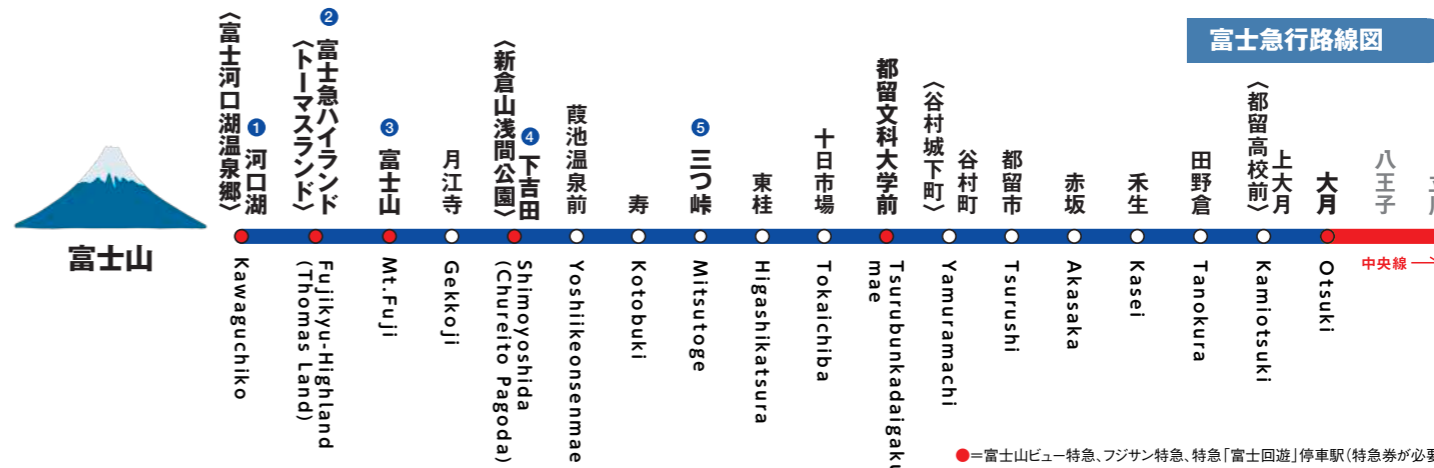 富士急行路線図
富士山
〈富士河口湖温泉郷〉
1 河口湖
Kawaguchiko
2 富士急ハイランド
〈トーマスランド〉
Fujikyu-Highland
(Thomas Land)
3 富士山
Mt.Fuji
月江寺
Gekkoji
〈新倉山浅間公園〉
4 下吉田
Shimoyoshida
(Chureito Pagoda)
葭池温泉前
Yoshiikeonsenmae
寿
Kotobuki
5 三つ峠
Mitsutoge
東桂
Higashikatsura
十日市場
Tokaichiba
都留文科大学前
Tsurubunkadaigaku
mae
〈谷村城下町〉
谷村町
Yamuramachi
都留市
Tsurushi
赤坂
Akasaka
禾生
Kasei
田野倉
Tanokura
〈都留高校前〉
上大月
Kamiotsuki
大月
Otsuki
八王子
中央線→
●=富士山ビュー特急、フジサン特急、特急「富士回遊」停車駅(特急券が必要